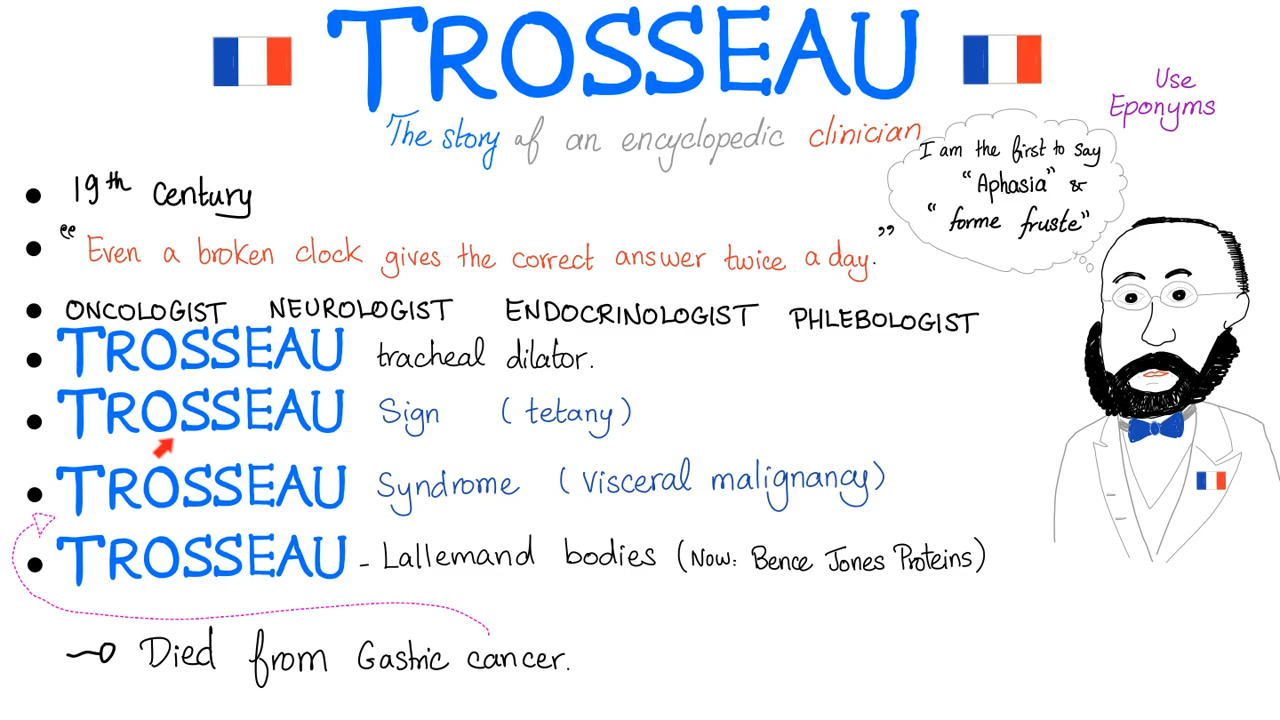 TROSSEAU
Use
Eponyms
The story of an encyclopedic clinician
I am the first to say
"Aphasia" &
"forme fruste"
• 19th century
• "Even a broken clock gives the correct answer twice a day."
• ONCOLOGIST NEUROLOGIST ENDOCRINOLOGIST PHLEBOLOGIST
• TROSSEAU tracheal dilator.
• TROSSEAU Sign (tetany)
• TROSSEAU Syndrome (Visceral malignancy)
• TROSSEAU - Lallemand bodies (Now: Bence Jones Proteins)
Died from Gastric cancer.